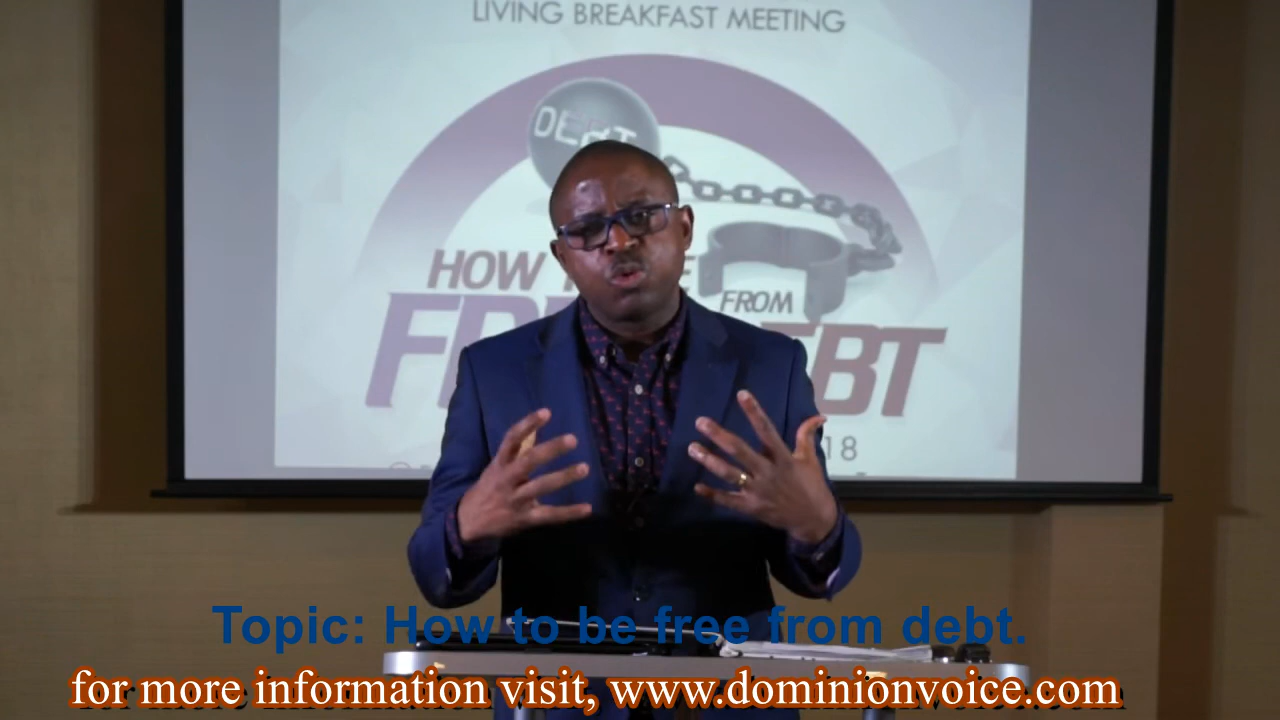 LIVING BREAKFAST MEETING
DEBT
HOW
FROM
18
Topic: How to be free from debt.
for more information visit, www.dominionvoice.com